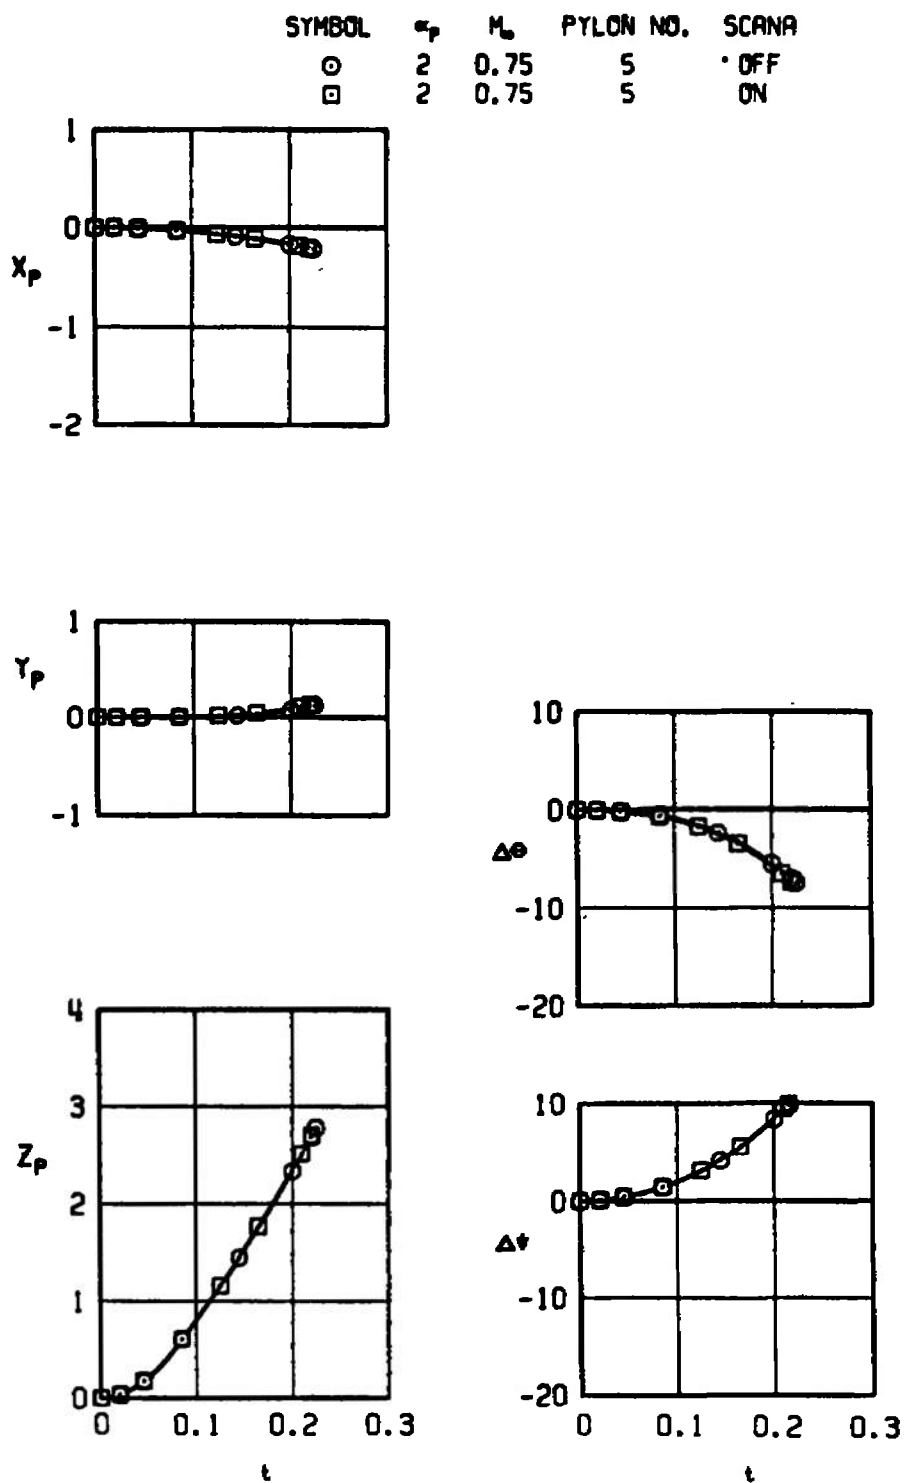 SYMBOL αp M∞ PYLON NO. SCANA
⊙ 2 0.75 5 OFF
⊡ 2 0.75 5 ON
1
0
Xp
-1
-2
1
Yp
0
-1
10
0
Δθ
-10
-20
4
3
Zp
2
1
0
0 0.1 0.2 0.3
t
10
0
Δψ
-10
-20
0 0.1 0.2 0.3
t